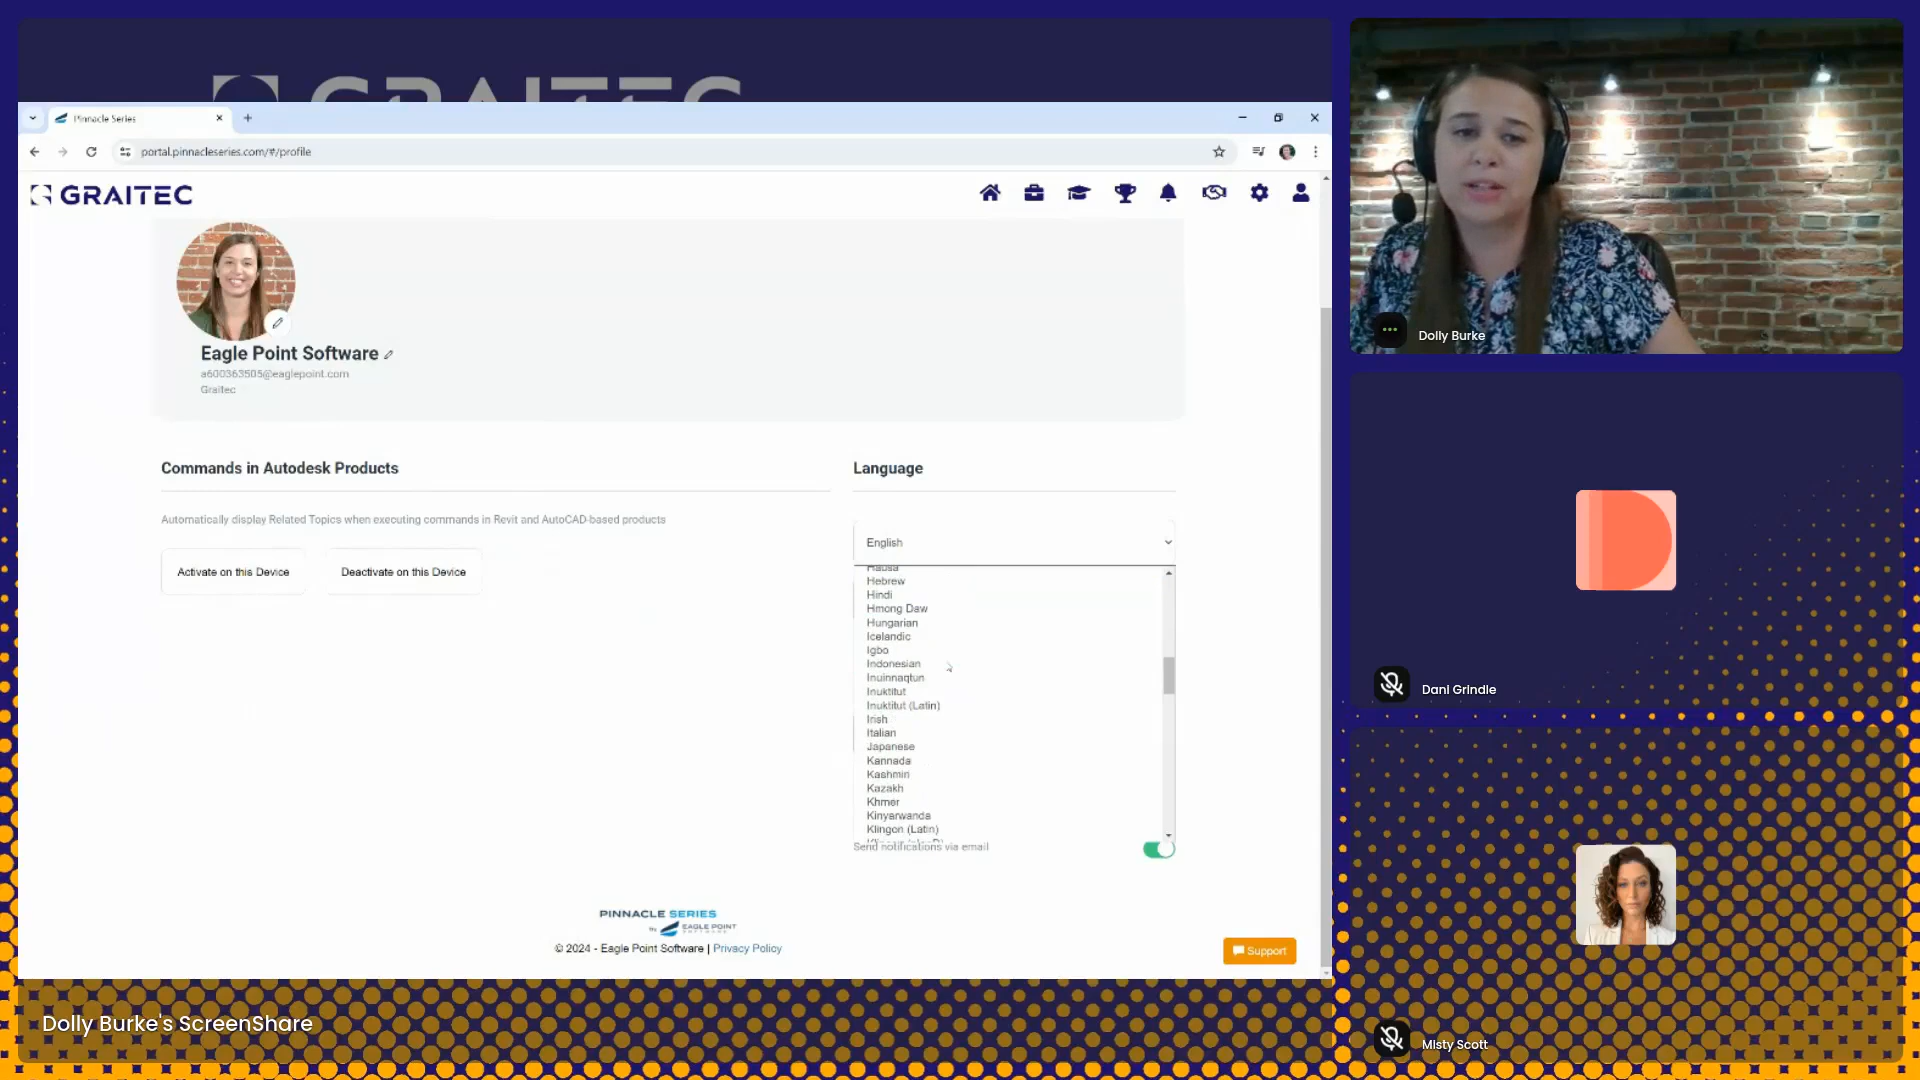 GRAITEC
Pinnacle Series
portal.pinnacleseries.com/#/profile
GRAITEC
Eagle Point Software
a600363505@eaglepoint.com
Graitec
Commands in Autodesk Products
Automatically display Related Topics when executing commands in Revit and AutoCAD-based products
Activate on this Device
Deactivate on this Device
Language
English
Hausa
Hebrew
Hindi
Hmong Daw
Hungarian
Icelandic
Igbo
Indonesian
Inuinnaqtun
Inuktitut
Inuktitut (Latin)
Irish
Italian
Japanese
Kannada
Kashmiri
Kazakh
Khmer
Kinyarwanda
Klingon (Latin)
Send notifications via email
PINNACLE SERIES
By EAGLE POINT
SOFTWARE
© 2024 - Eagle Point Software | Privacy Policy
Support
Dolly Burke's ScreenShare
Dolly Burke
Dani Grindle
Misty Scott